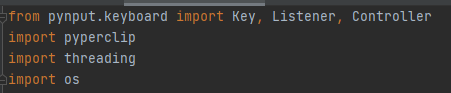 from pynput.keyboard import Key, Listener, Controller
import pyperclip
import threading
import os